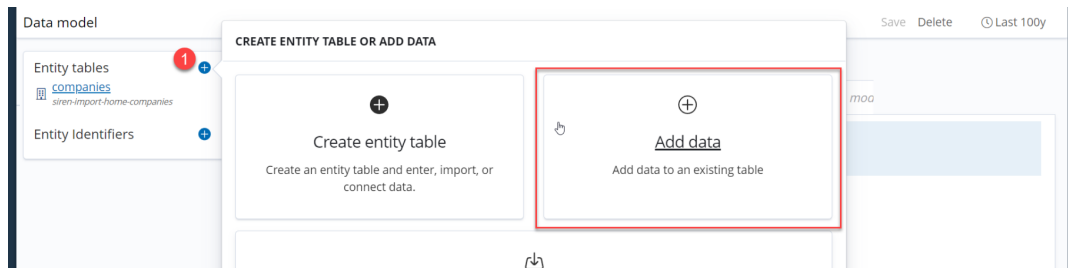 Data model
Save Delete Last 100y
CREATE ENTITY TABLE OR ADD DATA
1
Entity tables
companies
siren-import-home-companies
Entity Identifiers
Create entity table
Create an entity table and enter, import, or
connect data.
Add data
Add data to an existing table